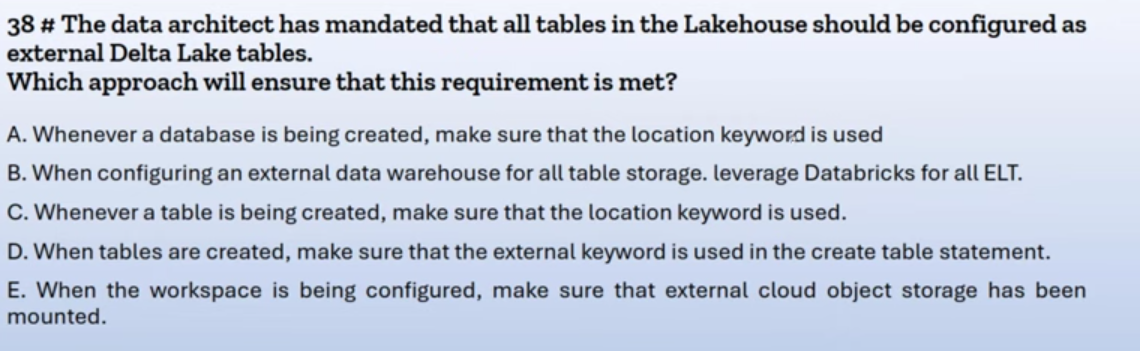 38 # The data architect has mandated that all tables in the Lakehouse should be configured as
external Delta Lake tables.
Which approach will ensure that this requirement is met?
A. Whenever a database is being created, make sure that the location keyword is used
B. When configuring an external data warehouse for all table storage. leverage Databricks for all ELT.
C. Whenever a table is being created, make sure that the location keyword is used.
D. When tables are created, make sure that the external keyword is used in the create table statement.
E. When the workspace is being configured, make sure that external cloud object storage has been
mounted.